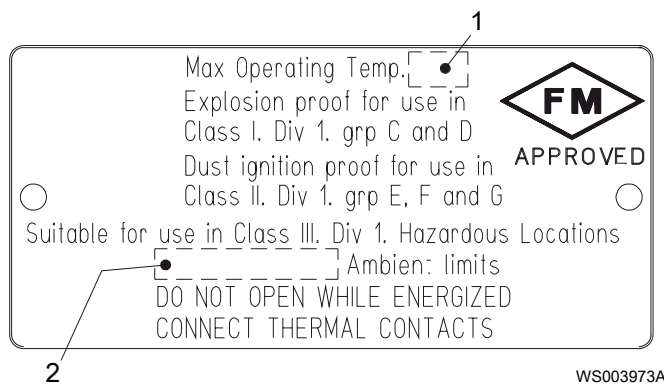 1
Max Operating Temp.
Explosion proof for use in
Class I. Div 1. grp C and D
FM
APPROVED
Dust ignition proof for use in
Class II. Div 1. grp E, F and G
Suitable for use in Class III. Div 1. Hazardous Locations
Ambient limits
DO NOT OPEN WHILE ENERGIZED
CONNECT THERMAL CONTACTS
2
WS003973A